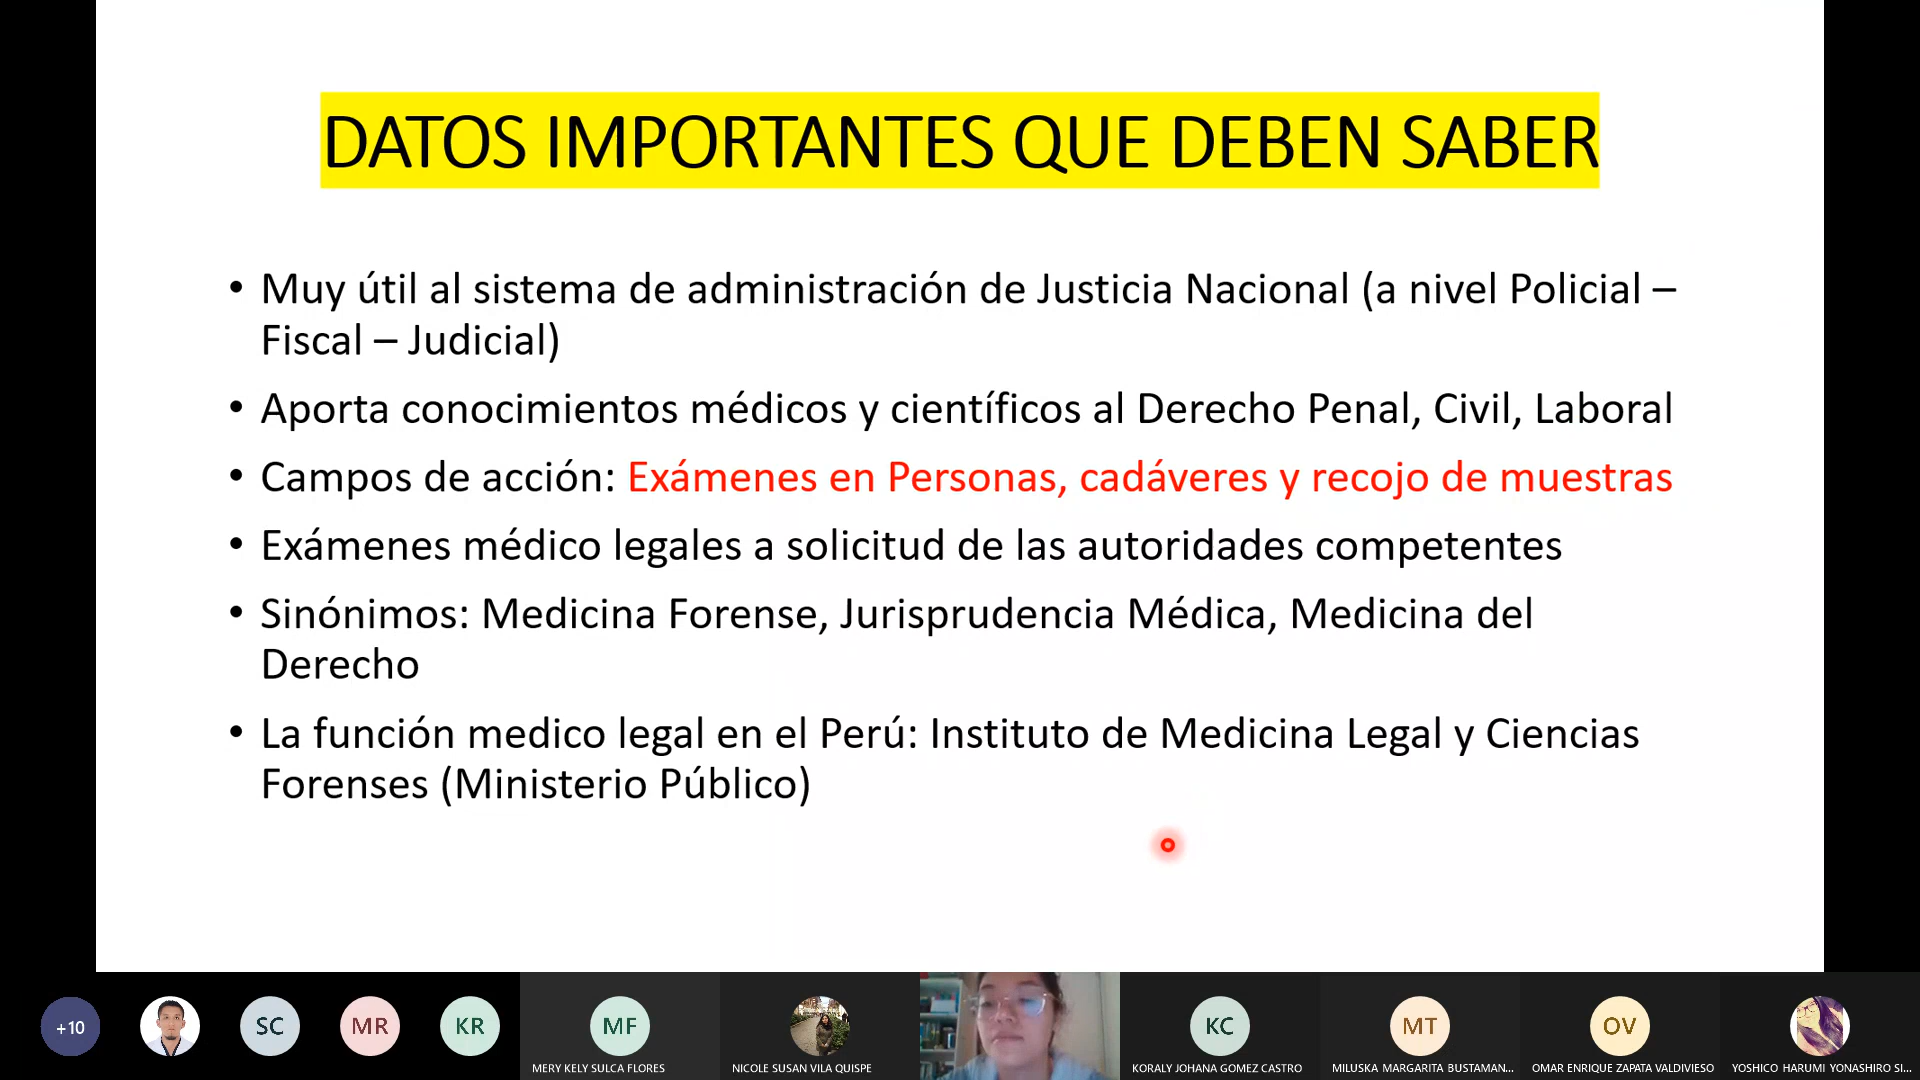 DATOS IMPORTANTES QUE DEBEN SABER
• Muy útil al sistema de administración de Justicia Nacional (a nivel Policial –
Fiscal – Judicial)
• Aporta conocimientos médicos y científicos al Derecho Penal, Civil, Laboral
• Campos de acción: Exámenes en Personas, cadáveres y recojo de muestras
• Exámenes médico legales a solicitud de las autoridades competentes
• Sinónimos: Medicina Forense, Jurisprudencia Médica, Medicina del
Derecho
• La función medico legal en el Perú: Instituto de Medicina Legal y Ciencias
Forenses (Ministerio Público)
+10
SC
MR
KR
MF
KC
MT
OV
MERY KELY SULCA FLORES
NICOLE SUSAN VILA QUISPE
KORALY JOHANA GOMEZ CASTRO
MILUSKA MARGARITA BUSTAMAN...
OMAR ENRIQUE ZAPATA VALDIVIESO
YOSHICO HARUMI YONASHIRO SI...